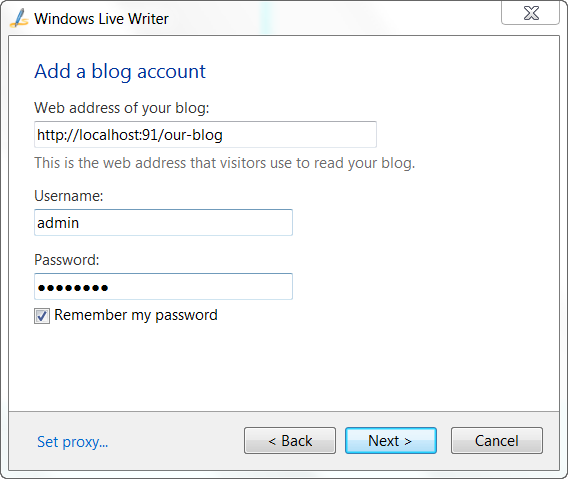 Windows Live Writer
Add a blog account
Web address of your blog:
http://localhost:91/our-blog
This is the web address that visitors use to read your blog.
Username:
admin
Password:
●●●●●●●●
Remember my password
Set proxy...
< Back
Next >
Cancel